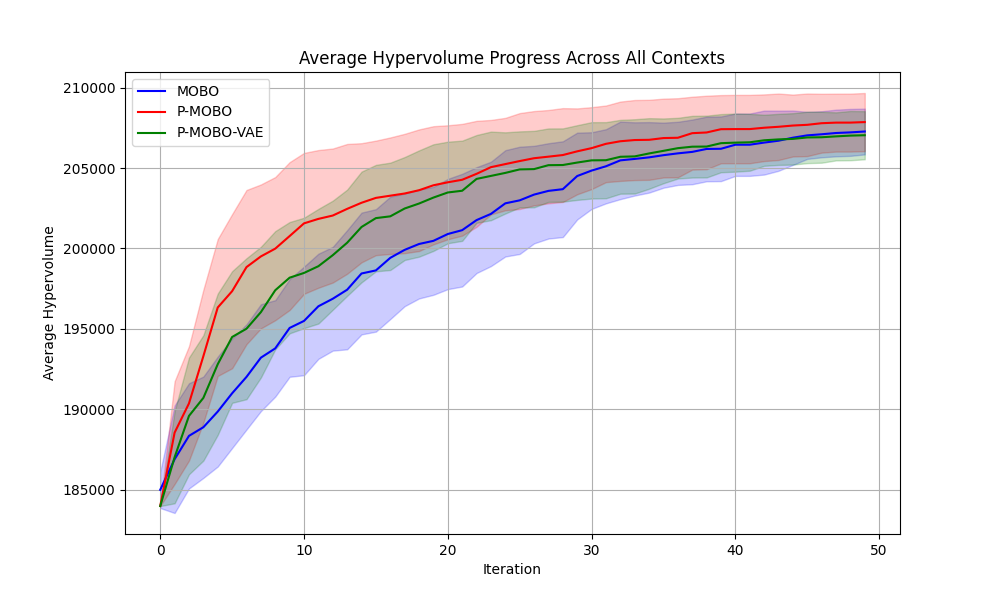 Average Hypervolume Progress Across All Contexts
MOBO
P-MOBO
P-MOBO-VAE
Average Hypervolume
210000
205000
200000
195000
190000
185000
0 10 20 30 40 50
Iteration